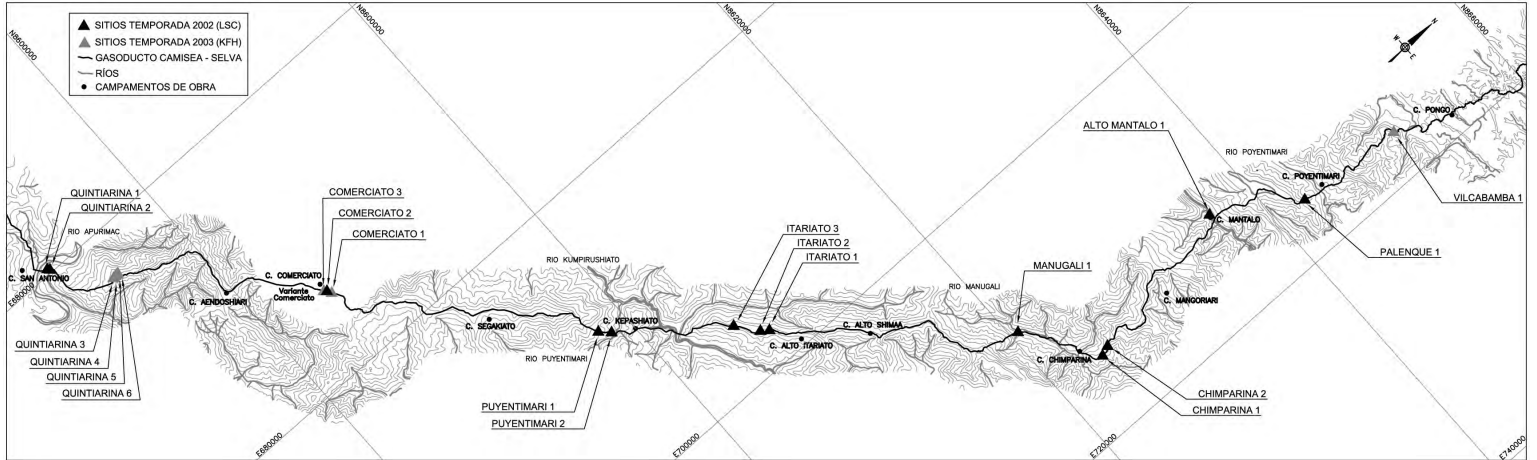 SITIOS TEMPORADA 2002 (LSC)
SITIOS TEMPORADA 2003 (KFH)
GASODUCTO CAMISEA - SELVA
RÍOS
CAMPAMENTOS DE OBRA
N8600000
N8600000
N862000
N8640000
N8660000
N
W
E
QUINTIARINA 1
QUINTIARINA 2
RIO APURIMAC
C. SAN ANTONIO
E680000
QUINTIARINA 3
QUINTIARINA 4
QUINTIARINA 5
QUINTIARINA 6
C. AENDOSHIARI
C. COMERCIATO
Variante
Comerciato
COMERCIATO 3
COMERCIATO 2
COMERCIATO 1
C. SEGAKIATO
RIO KUMPIRUSHIATO
C. KEPASHIATO
RIO PUYENTIMARI
PUYENTIMARI 1
PUYENTIMARI 2
ITARIATO 3
ITARIATO 2
ITARIATO 1
C. ALTO ITARIATO
C. ALTO SHIMAA
RIO MANUGALI
MANUGALI 1
C. CHIMPARINA
CHIMPARINA 2
CHIMPARINA 1
C. MANGORIARI
ALTO MANTALO 1
C. MANTALO
RIO POYENTIMARI
C. POYENTIMARI
PALENQUE 1
C. PONGO
VILCABAMBA 1
E680000
E700000
E720000
E740000